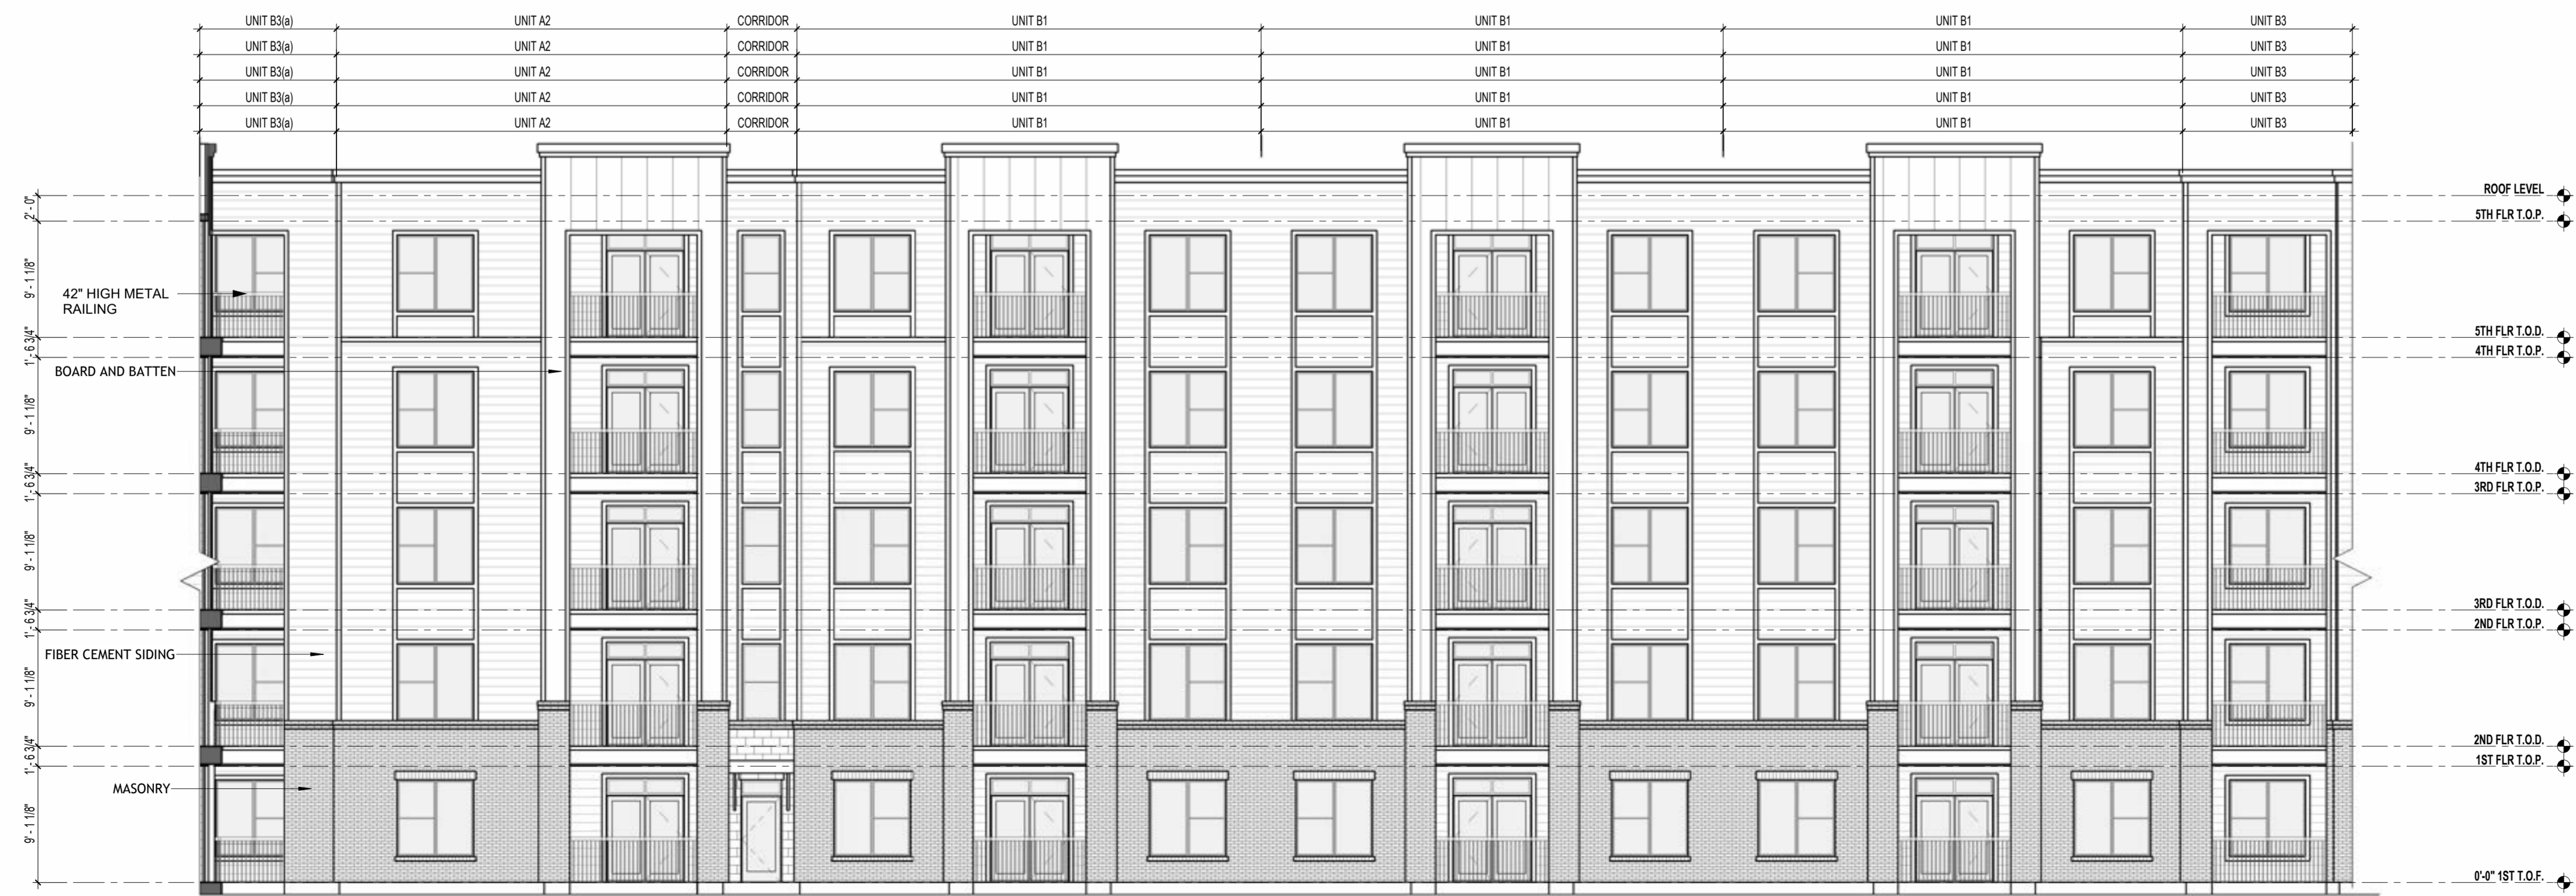 UNIT B3(a) UNIT A2 CORRIDOR UNIT B1 UNIT B1 UNIT B1 UNIT B3
UNIT B3(a) UNIT A2 CORRIDOR UNIT B1 UNIT B1 UNIT B1 UNIT B3
UNIT B3(a) UNIT A2 CORRIDOR UNIT B1 UNIT B1 UNIT B1 UNIT B3
UNIT B3(a) UNIT A2 CORRIDOR UNIT B1 UNIT B1 UNIT B1 UNIT B3
UNIT B3(a) UNIT A2 CORRIDOR UNIT B1 UNIT B1 UNIT B1 UNIT B3
2' - 0"
9' - 1 1/8"
1' - 6 3/4"
9' - 1 1/8"
1' - 6 3/4"
9' - 1 1/8"
1' - 6 3/4"
9' - 1 1/8"
1' - 6 3/4"
9' - 1 1/8"
42" HIGH METAL
RAILING
BOARD AND BATTEN
FIBER CEMENT SIDING
MASONRY
ROOF LEVEL
5TH FLR T.O.P.
5TH FLR T.O.D.
4TH FLR T.O.P.
4TH FLR T.O.D.
3RD FLR T.O.P.
3RD FLR T.O.D.
2ND FLR T.O.P.
2ND FLR T.O.D.
1ST FLR T.O.P.
0'-0" 1ST T.O.F.